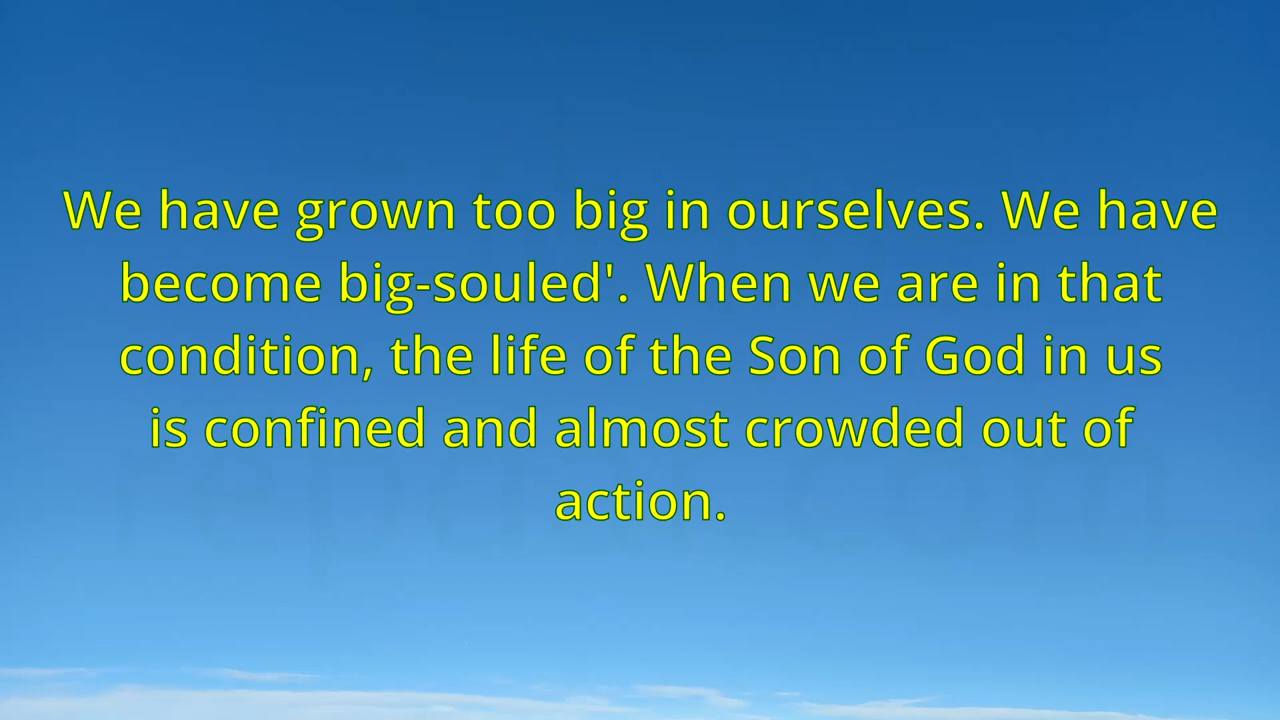 We have grown too big in ourselves. We have
become big-souled'. When we are in that
condition, the life of the Son of God in us
is confined and almost crowded out of
action.